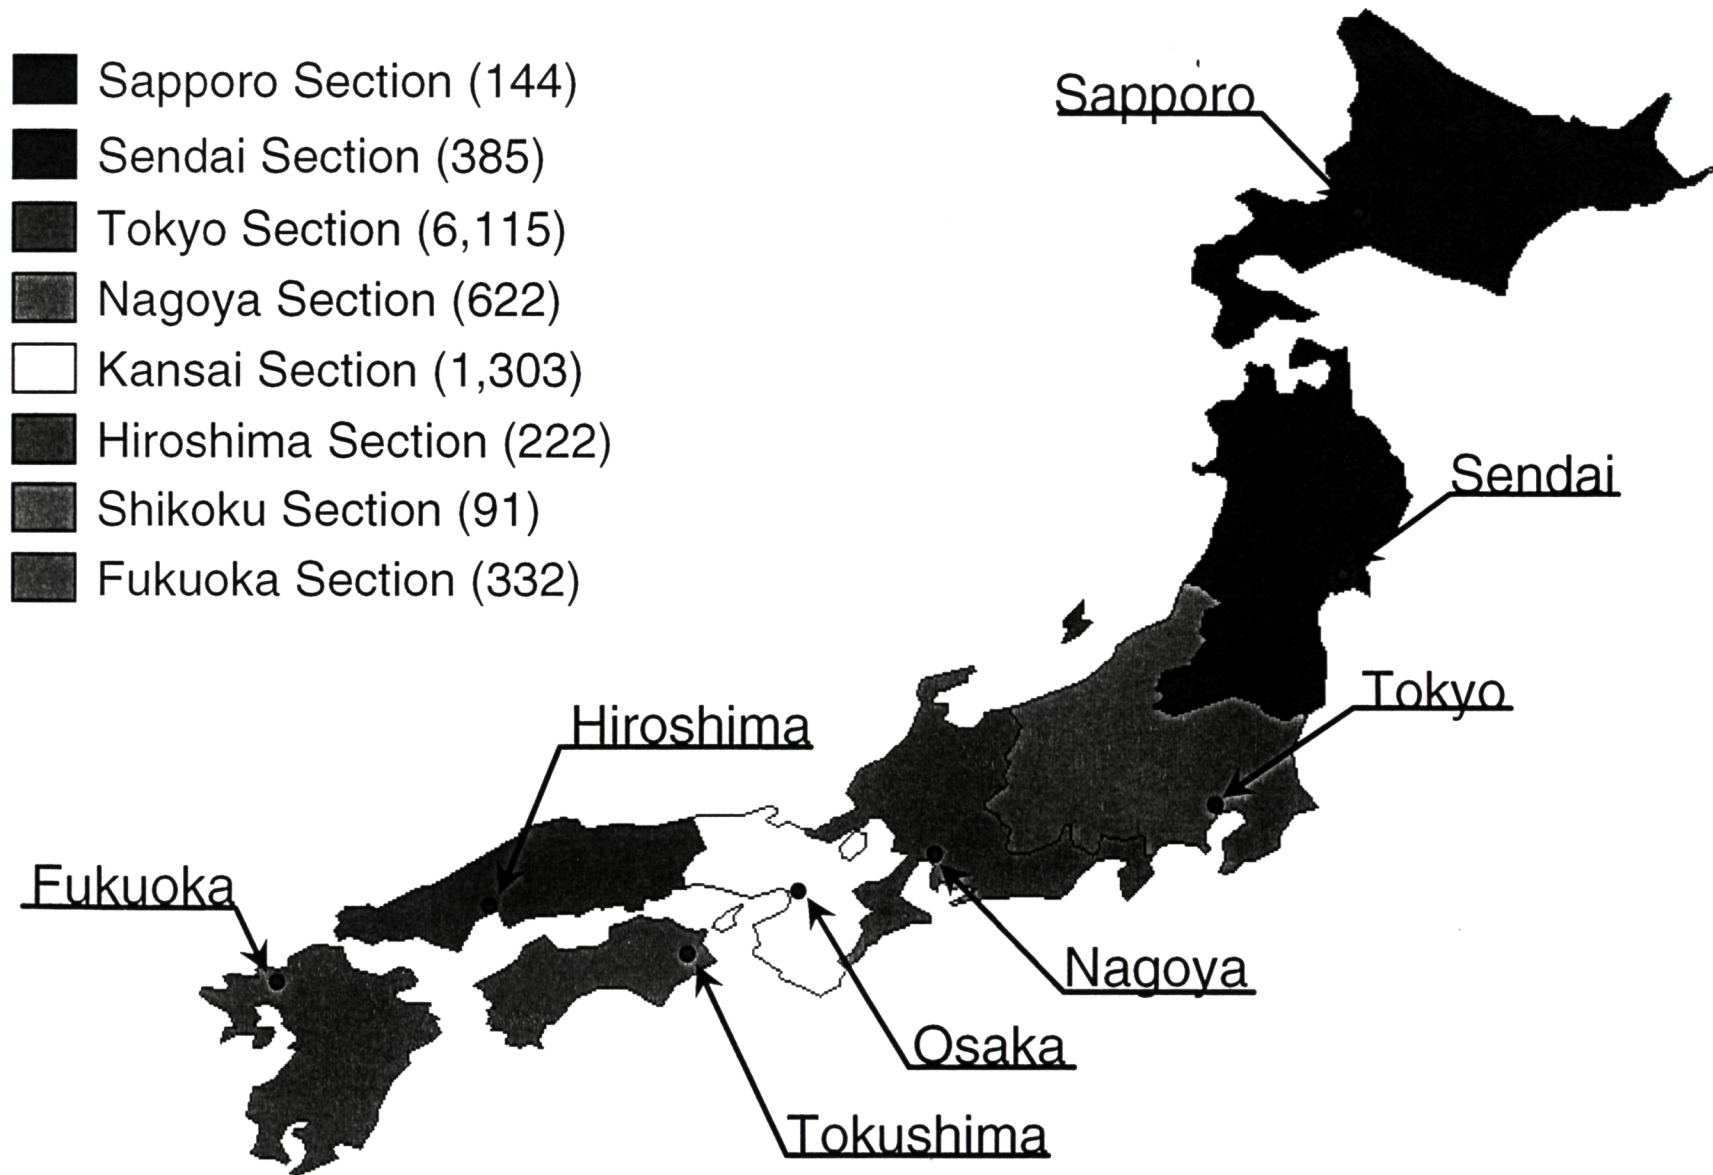 Sapporo Section (144)
Sendai Section (385)
Tokyo Section (6,115)
Nagoya Section (622)
Kansai Section (1,303)
Hiroshima Section (222)
Shikoku Section (91)
Fukuoka Section (332)
Sapporo
Sendai
Tokyo
Hiroshima
Fukuoka
Nagoya
Osaka
Tokushima